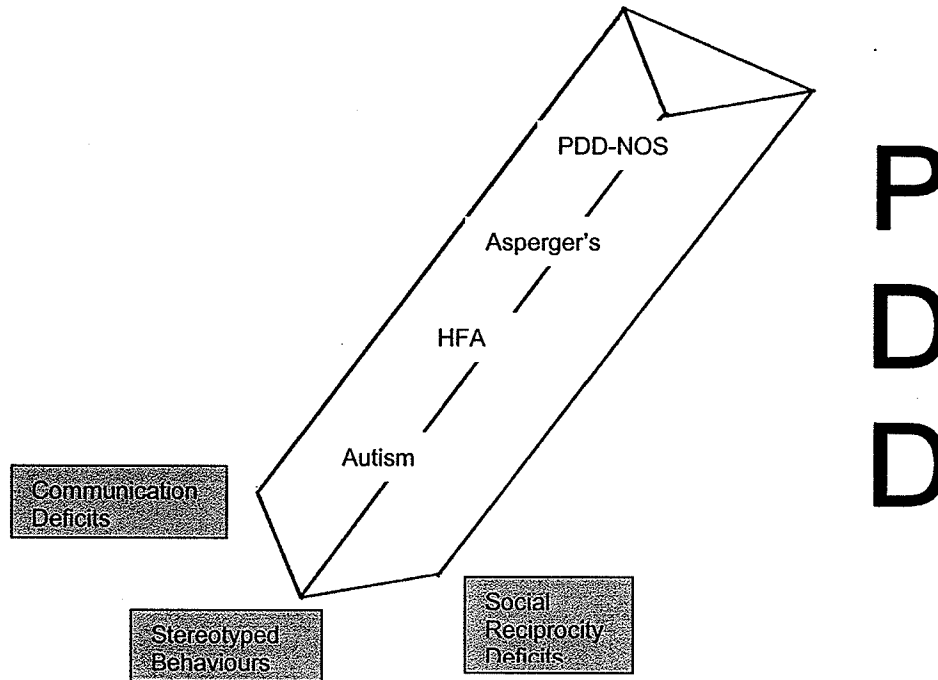 PDD-NOS
P
Asperger's
D
HFA
Autism
D
Communication
Deficits
Stereotyped
Behaviours
Social
Reciprocity
Deficits